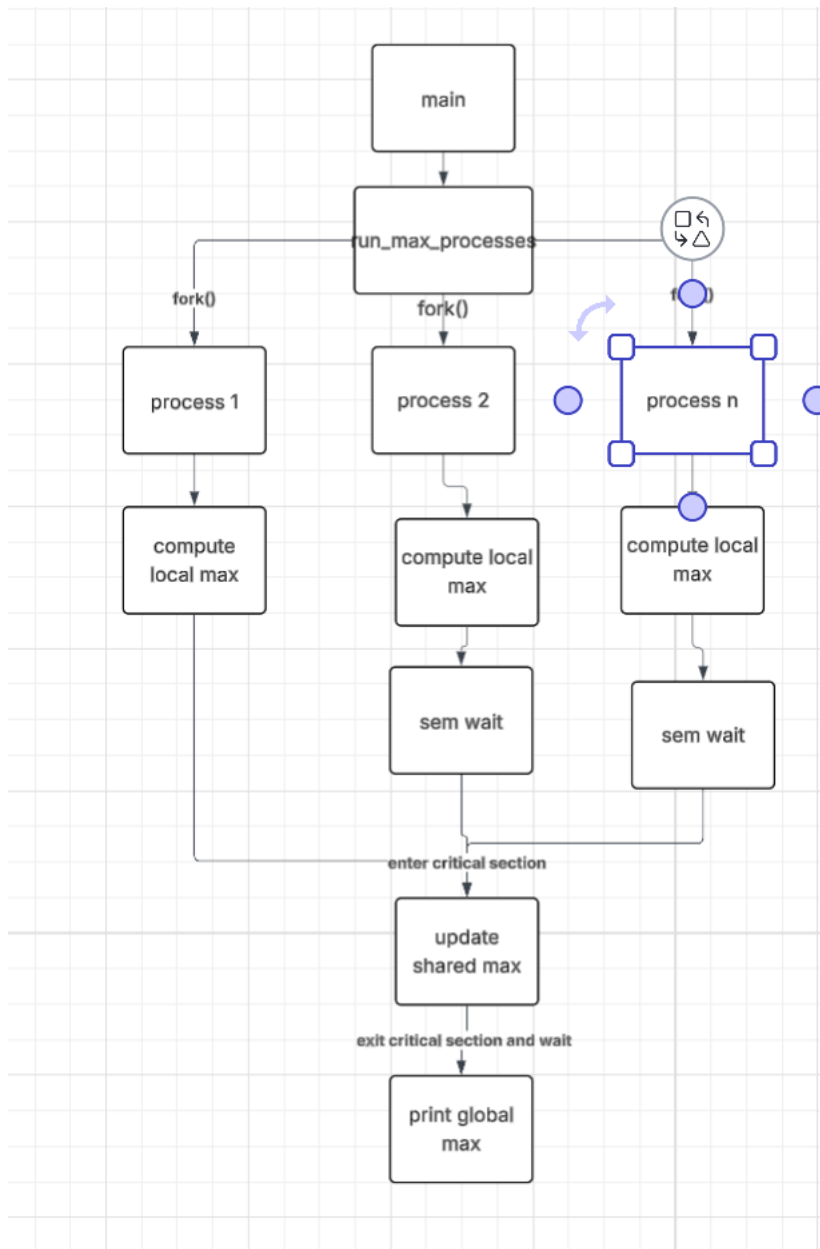 main
run_max_processes
fork()
fork()
process 1
process 2
process n
compute
local max
compute local
max
compute local
max
sem wait
sem wait
enter critical section
update
shared max
exit critical section and wait
print global
max